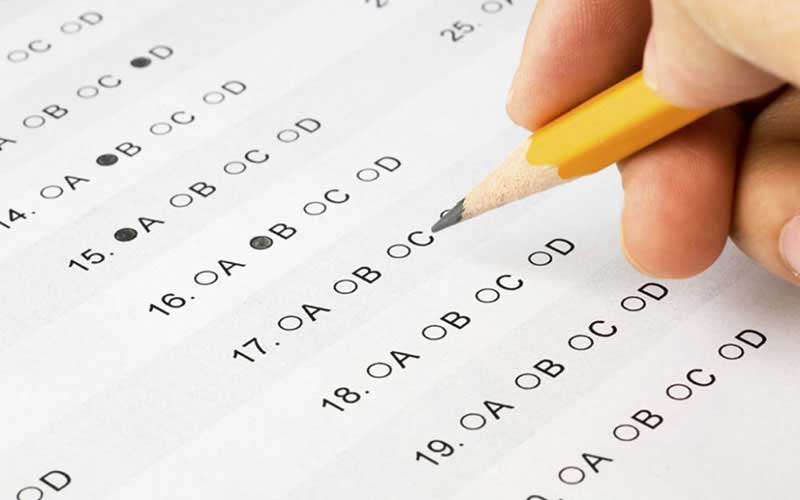 C D
A B C D
14. A B C D
15. A B C D
16. A B C D
17. A B C
18. A B C D
19. A B C D
A B C D
D
25.